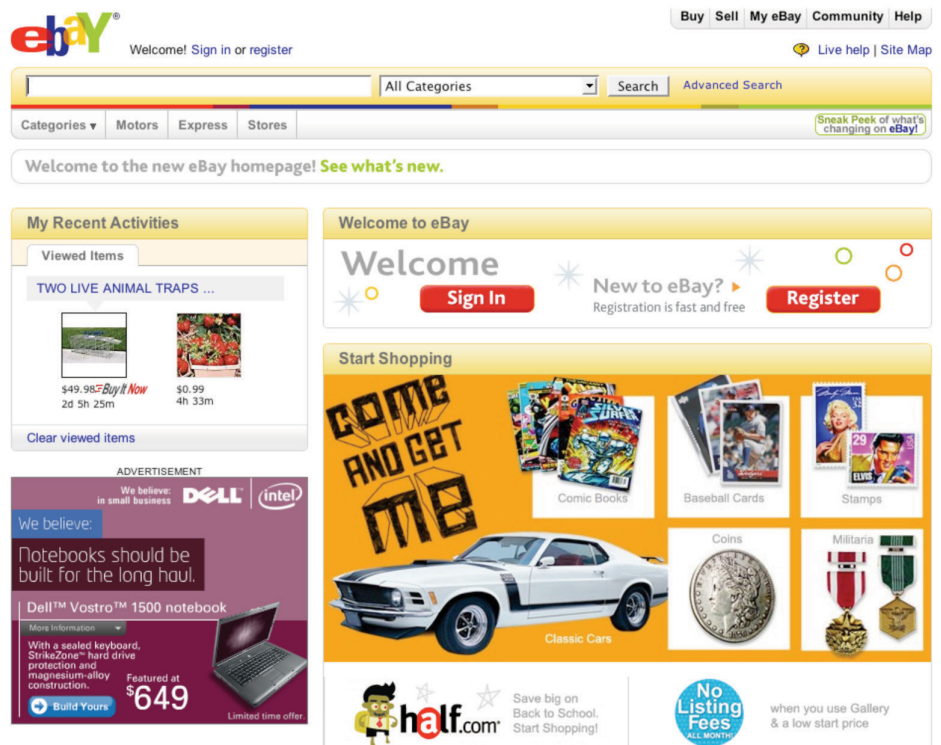 ebaY®
Buy Sell My eBay Community Help
Welcome! Sign in or register
Live help | Site Map
All Categories
Search
Advanced Search
Categories ▾
Motors
Express
Stores
Sneak Peek of what's
changing on eBay!
Welcome to the new eBay homepage! See what's new.
My Recent Activities
Viewed Items
TWO LIVE ANIMAL TRAPS ...
$49.98 Buy It Now
2d 5h 25m
$0.99
4h 33m
Clear viewed items
ADVERTISEMENT
We believe:
in small business
DELL
intel
We believe:
Notebooks should be
built for the long haul.
Dell™ Vostro™ 1500 notebook
More Information
With a sealed keyboard,
StrikeZone™ hard drive
protection and
magnesium-alloy
construction.
Featured at
$649
Build Yours
Limited time offer.
Welcome to eBay
Welcome
Sign In
New to eBay?
Registration is fast and free
Register
Start Shopping
COME
AND GET
ME
SILVER
SURFER
Comic Books
Baseball Cards
29
USA
ELVIS
Stamps
Classic Cars
Coins
Militaria
half.com
Save big on
Back to School.
Start Shopping!
No
Listing
Fees
ALL MONTH!
when you use Gallery
& a low start price